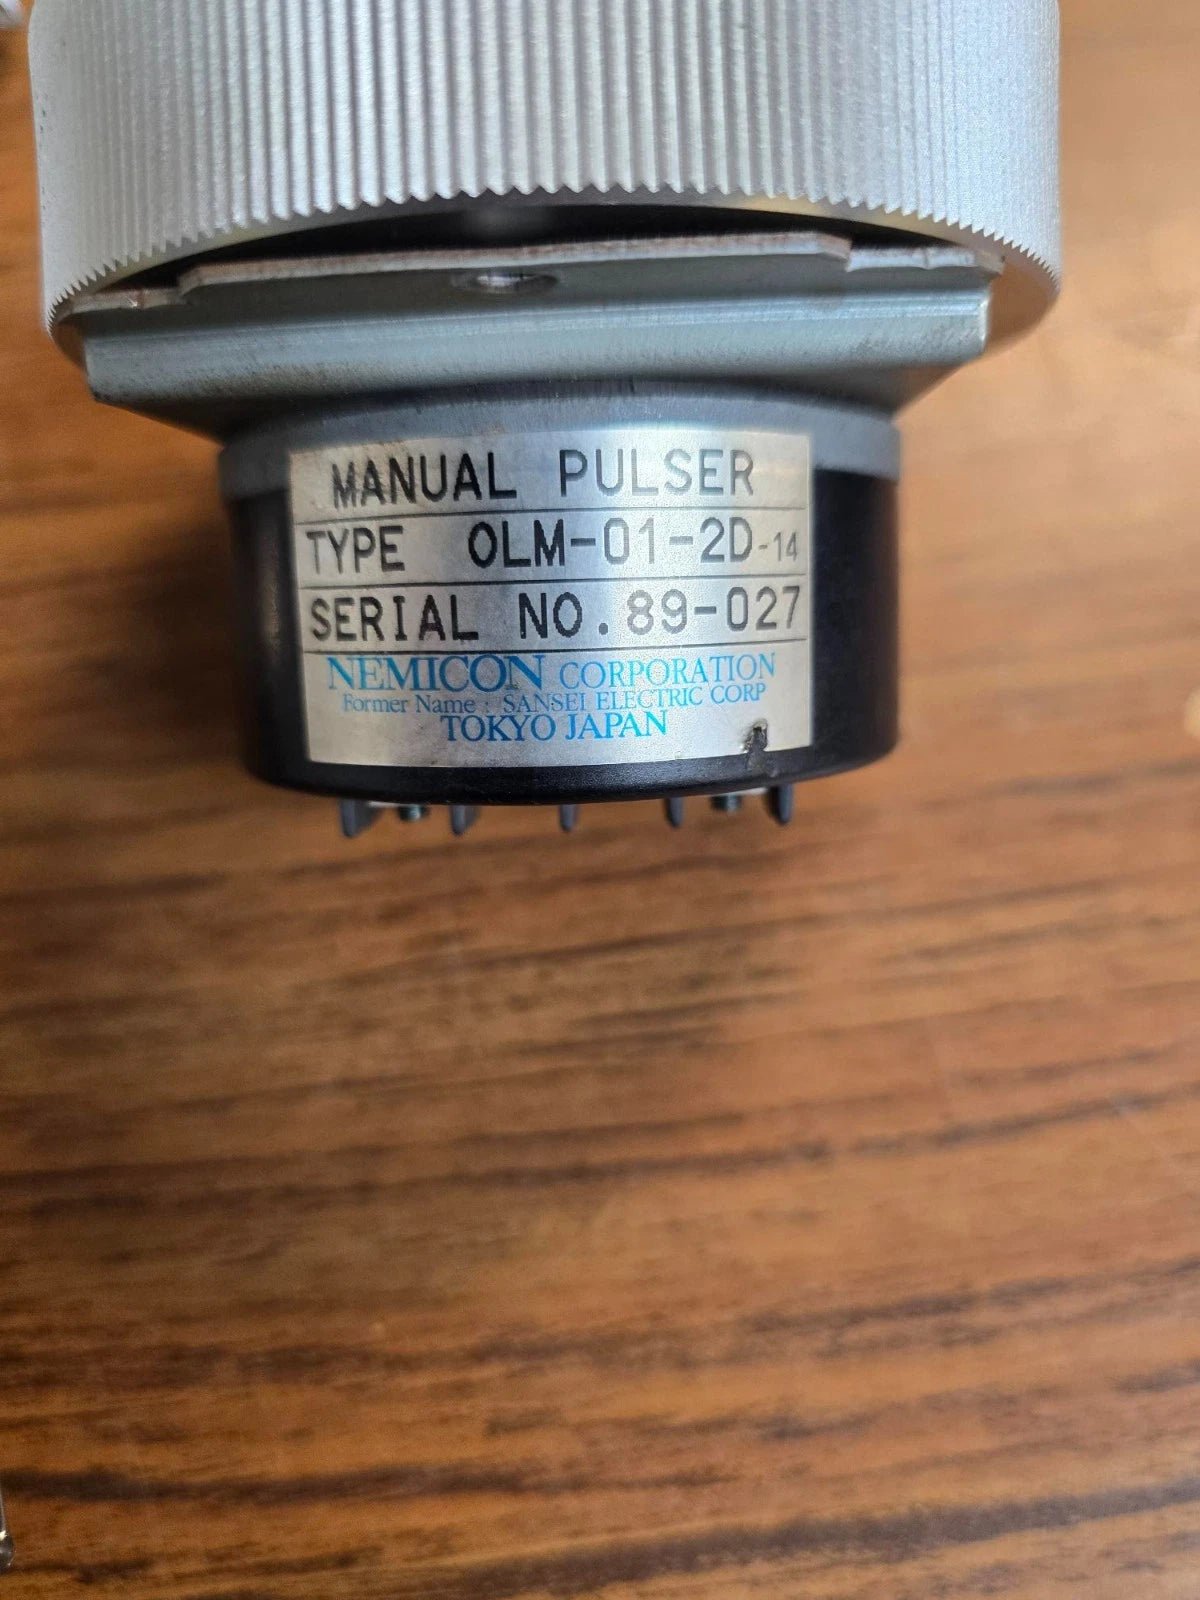 MANUAL PULSER
TYPE OLM-01-2D-14
SERIAL NO. 89-027
NEMICON CORPORATION
Former Name : SANSEI ELECTRIC CORP
TOKYO JAPAN